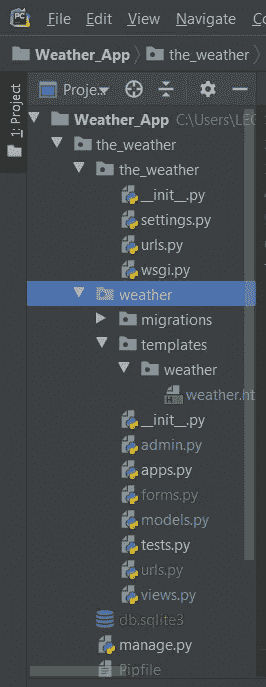 PC File Edit View Navigate C
Weather_App the_weather
1: Project
Proje...
Weather_App C:\Users\LE
the_weather
the_weather
__init__.py
settings.py
urls.py
wsgi.py
weather
migrations
templates
weather
weather.ht
__init__.py
admin.py
apps.py
forms.py
models.py
tests.py
urls.py
views.py
db.sqlite3
manage.py
Pipfile